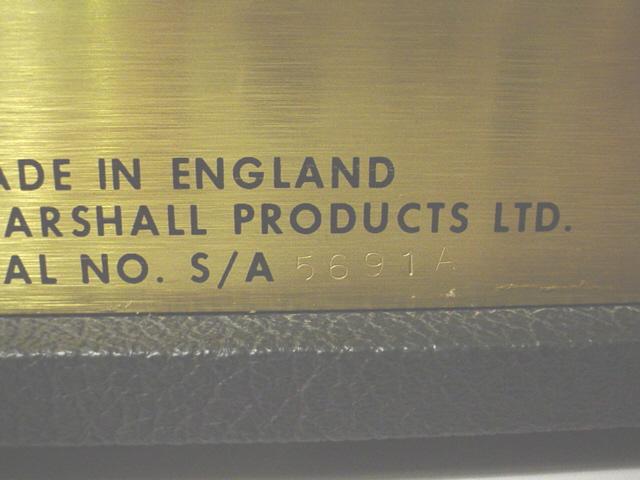 ADE IN ENGLAND
ARSHALL PRODUCTS LTD.
AL NO. S/A 5691A